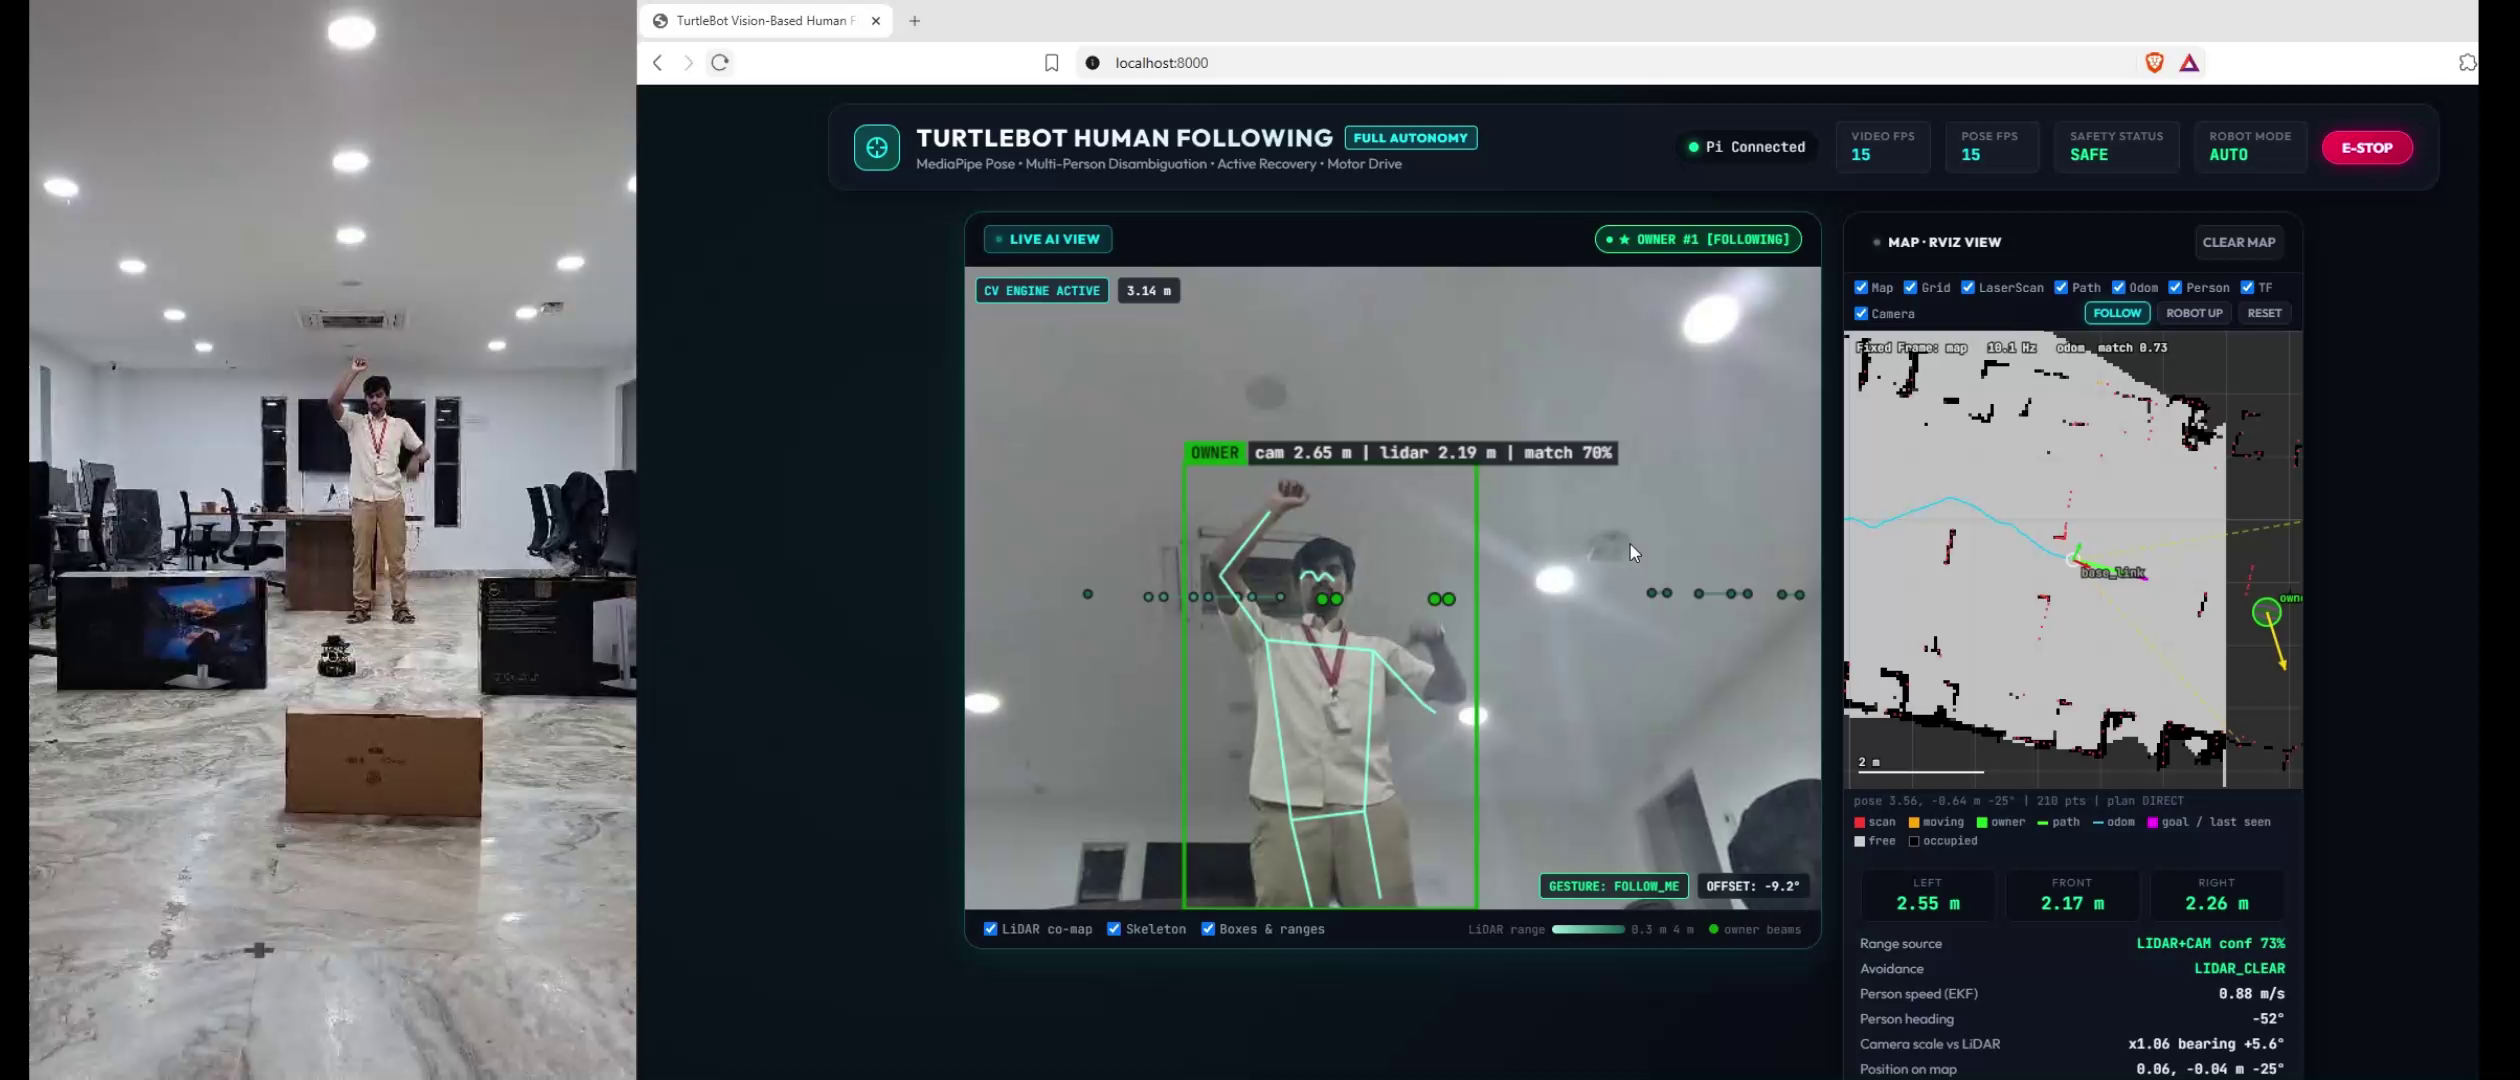 TurtleBot Vision-Based Human F
localhost:8000
TURTLEBOT HUMAN FOLLOWING
FULL AUTONOMY
MediaPipe Pose • Multi-Person Disambiguation • Active Recovery • Motor Drive
Pi Connected
VIDEO FPS
15
POSE FPS
15
SAFETY STATUS
SAFE
ROBOT MODE
AUTO
E-STOP
LIVE AI VIEW
★ OWNER #1 [FOLLOWING]
CV ENGINE ACTIVE
3.14 m
OWNER cam 2.65 m | lidar 2.19 m | match 70%
GESTURE: FOLLOW_ME
OFFSET: -9.2°
LiDAR co-map
Skeleton
Boxes & ranges
LiDAR range
0.3 m 4 m
owner beams
MAP · RVIZ VIEW
CLEAR MAP
Map Grid LaserScan Path Odom Person TF
Camera
FOLLOW
ROBOT UP
RESET
Fixed Frame: map 10.1 Hz odom match 0.73
base_link
owne
2 m
pose 3.56, -0.64 m -25° | 210 pts | plan DIRECT
scan moving owner path odom goal / last seen
free occupied
LEFT
2.55 m
FRONT
2.17 m
RIGHT
2.26 m
Range source LIDAR+CAM conf 73%
Avoidance LIDAR_CLEAR
Person speed (EKF) 0.88 m/s
Person heading -52°
Camera scale vs LiDAR x1.06 bearing +5.6°
Position on map 0.06, -0.04 m -25°